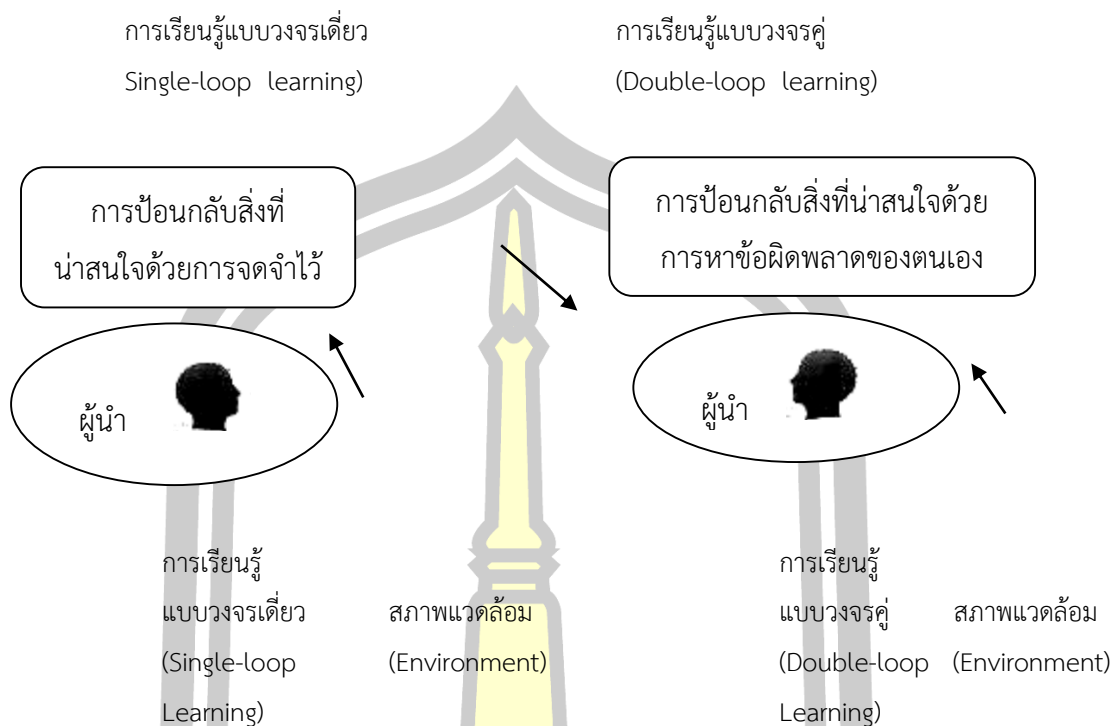 การเรียนรู้แบบวงจรเดี่ยว
Single-loop learning)
การเรียนรู้แบบวงจรคู่
(Double-loop learning)
การป้อนกลับสิ่งที่
น่าสนใจด้วยการจดจำไว้
การป้อนกลับสิ่งที่น่าสนใจด้วย
การหาข้อผิดพลาดของตนเอง
ผู้นำ
ผู้นำ
การเรียนรู้
แบบวงจรเดี่ยว
(Single-loop
Learning)
สภาพแวดล้อม
(Environment)
การเรียนรู้
แบบวงจรคู่
(Double-loop
Learning)
สภาพแวดล้อม
(Environment)